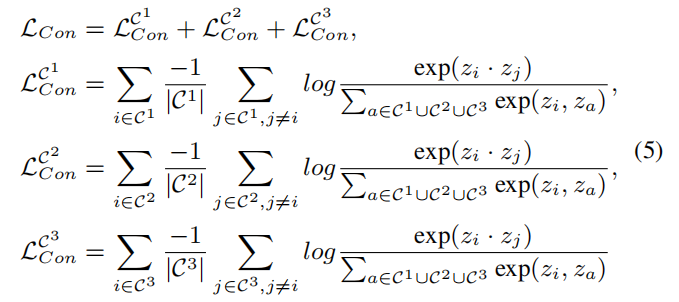 \mathcal{L}_{Con} = \mathcal{L}_{Con}^{\mathcal{C}^1} + \mathcal{L}_{Con}^{\mathcal{C}^2} + \mathcal{L}_{Con}^{\mathcal{C}^3},
\mathcal{L}_{Con}^{\mathcal{C}^1} = \sum_{i \in \mathcal{C}^1} \frac{-1}{|\mathcal{C}^1|} \sum_{j \in \mathcal{C}^1, j \neq i} log \frac{\exp(z_i \cdot z_j)}{\sum_{a \in \mathcal{C}^1 \cup \mathcal{C}^2 \cup \mathcal{C}^3} \exp(z_i, z_a)},
\mathcal{L}_{Con}^{\mathcal{C}^2} = \sum_{i \in \mathcal{C}^2} \frac{-1}{|\mathcal{C}^2|} \sum_{j \in \mathcal{C}^2, j \neq i} log \frac{\exp(z_i \cdot z_j)}{\sum_{a \in \mathcal{C}^1 \cup \mathcal{C}^2 \cup \mathcal{C}^3} \exp(z_i, z_a)}, (5)
\mathcal{L}_{Con}^{\mathcal{C}^3} = \sum_{i \in \mathcal{C}^3} \frac{-1}{|\mathcal{C}^3|} \sum_{j \in \mathcal{C}^3, j \neq i} log \frac{\exp(z_i \cdot z_j)}{\sum_{a \in \mathcal{C}^1 \cup \mathcal{C}^2 \cup \mathcal{C}^3} \exp(z_i, z_a)}